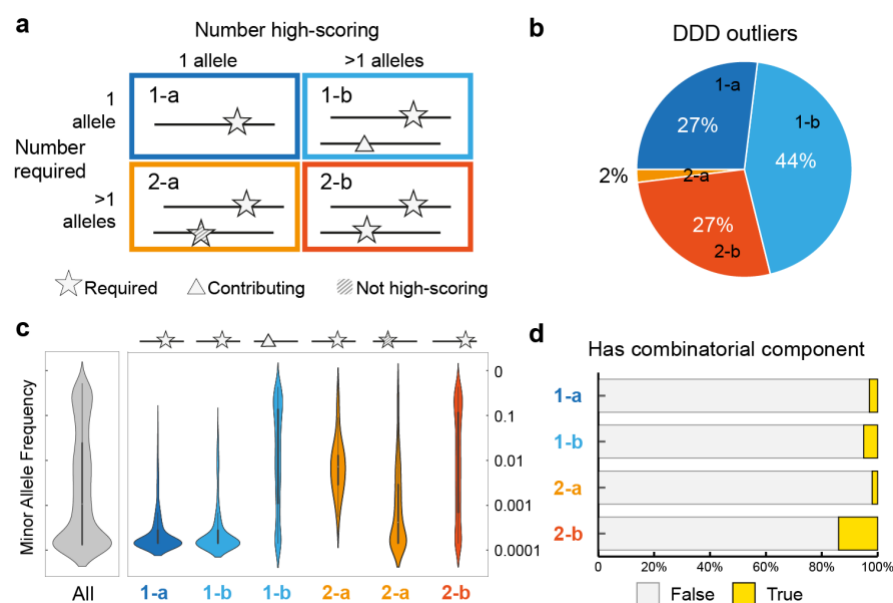 a
Number high-scoring
1 allele >1 alleles
1 allele
Number required
>1 alleles
1-a
1-b
2-a
2-b
Required Contributing Not high-scoring
b
DDD outliers
1-a
27%
1-b
44%
2%
2-a
27%
2-b
c
Minor Allele Frequency
0
0.1
0.01
0.001
0.0001
All 1-a 1-b 1-b 2-a 2-a 2-b
d
Has combinatorial component
1-a
1-b
2-a
2-b
0 20% 40% 60% 80% 100%
False True